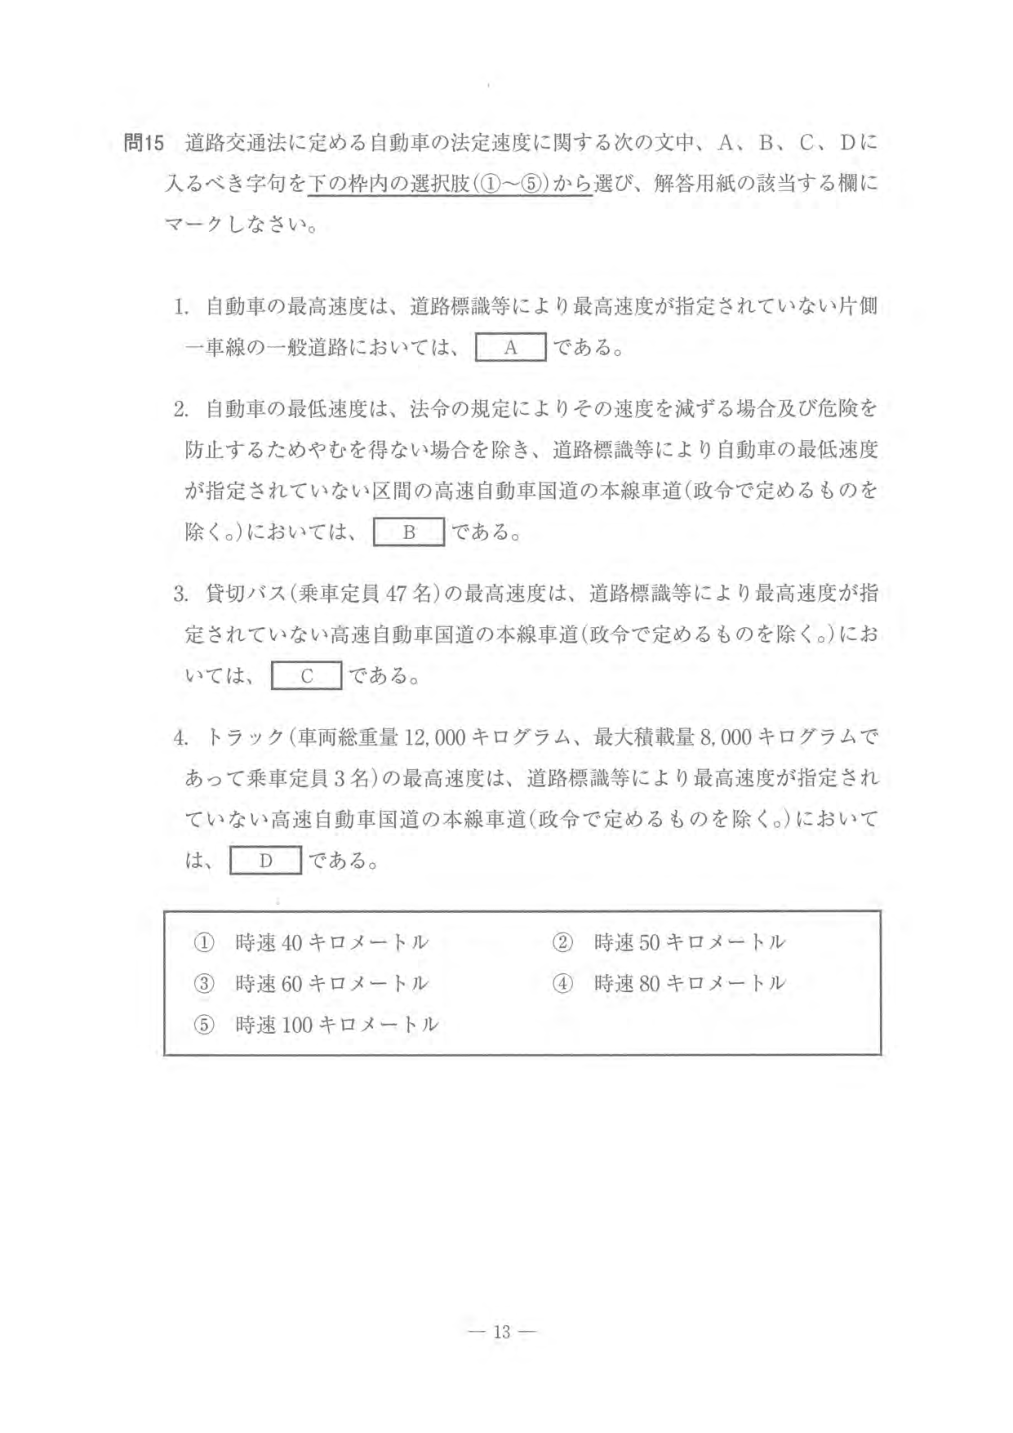 問15 道路交通法に定める自動車の法定速度に関する次の文中、A、B、C、Dに
入るべき字句を下の枠内の選択肢(①〜⑤)から選び、解答用紙の該当する欄に
マークしなさい。
1. 自動車の最高速度は、道路標識等により最高速度が指定されていない片側
一車線の一般道路においては、 A である。
2. 自動車の最低速度は、法令の規定によりその速度を減ずる場合及び危険を
防止するためやむを得ない場合を除き、道路標識等により自動車の最低速度
が指定されていない区間の高速自動車国道の本線車道(政令で定めるものを
除く。)においては、 B である。
3. 貸切バス(乗車定員47名)の最高速度は、道路標識等により最高速度が指
定されていない高速自動車国道の本線車道(政令で定めるものを除く。)にお
いては、 C である。
4. トラック(車両総重量12,000キログラム、最大積載量8,000キログラムで
あって乗車定員3名)の最高速度は、道路標識等により最高速度が指定され
ていない高速自動車国道の本線車道(政令で定めるものを除く。)において
は、 D である。
① 時速40キロメートル ② 時速50キロメートル
③ 時速60キロメートル ④ 時速80キロメートル
⑤ 時速100キロメートル
— 13 —